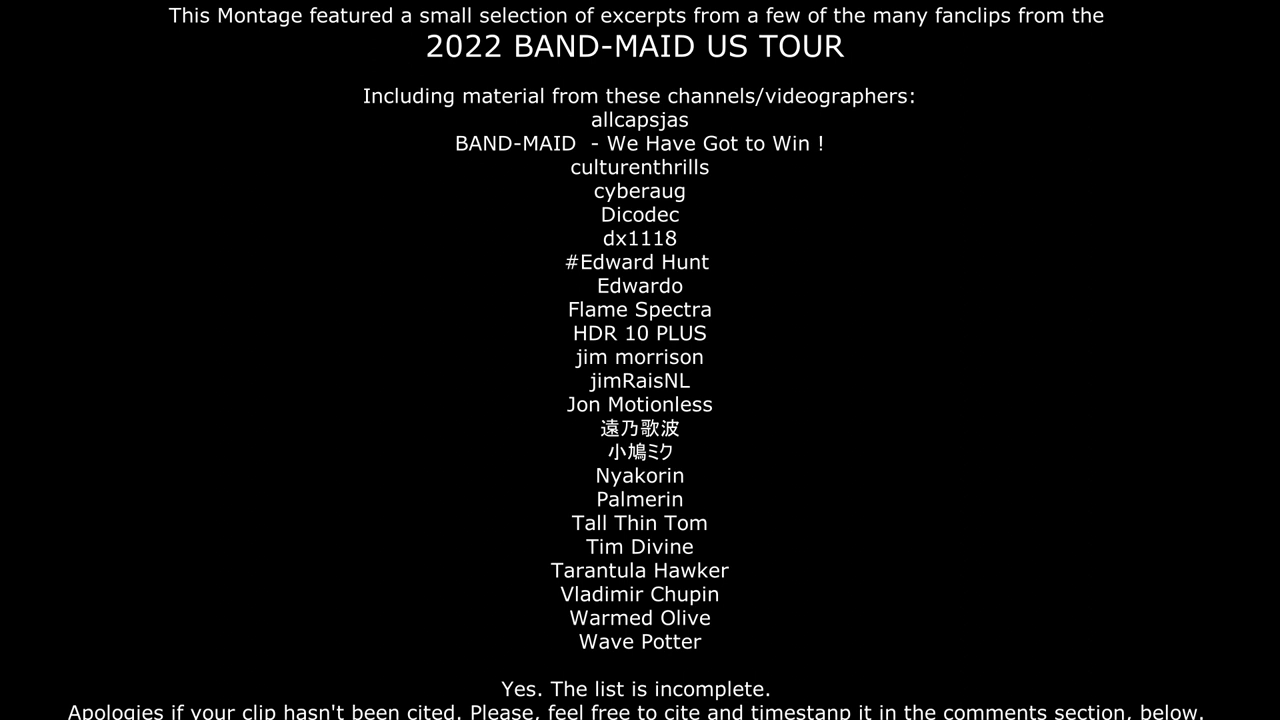 This Montage featured a small selection of excerpts from a few of the many fanclips from the
2022 BAND-MAID US TOUR
Including material from these channels/videographers:
allcapsjas
BAND-MAID  - We Have Got to Win !
culturenthrills
cyberaug
Dicodec
dx1118
#Edward Hunt
Edwardo
Flame Spectra
HDR 10 PLUS
jim morrison
jimRaisNL
Jon Motionless
遠乃歌波
小鳩ミク
Nyakorin
Palmerin
Tall Thin Tom
Tim Divine
Tarantula Hawker
Vladimir Chupin
Warmed Olive
Wave Potter
Yes. The list is incomplete.
Apologies if your clip hasn't been cited. Please, feel free to cite and timestanp it in the comments section, below.